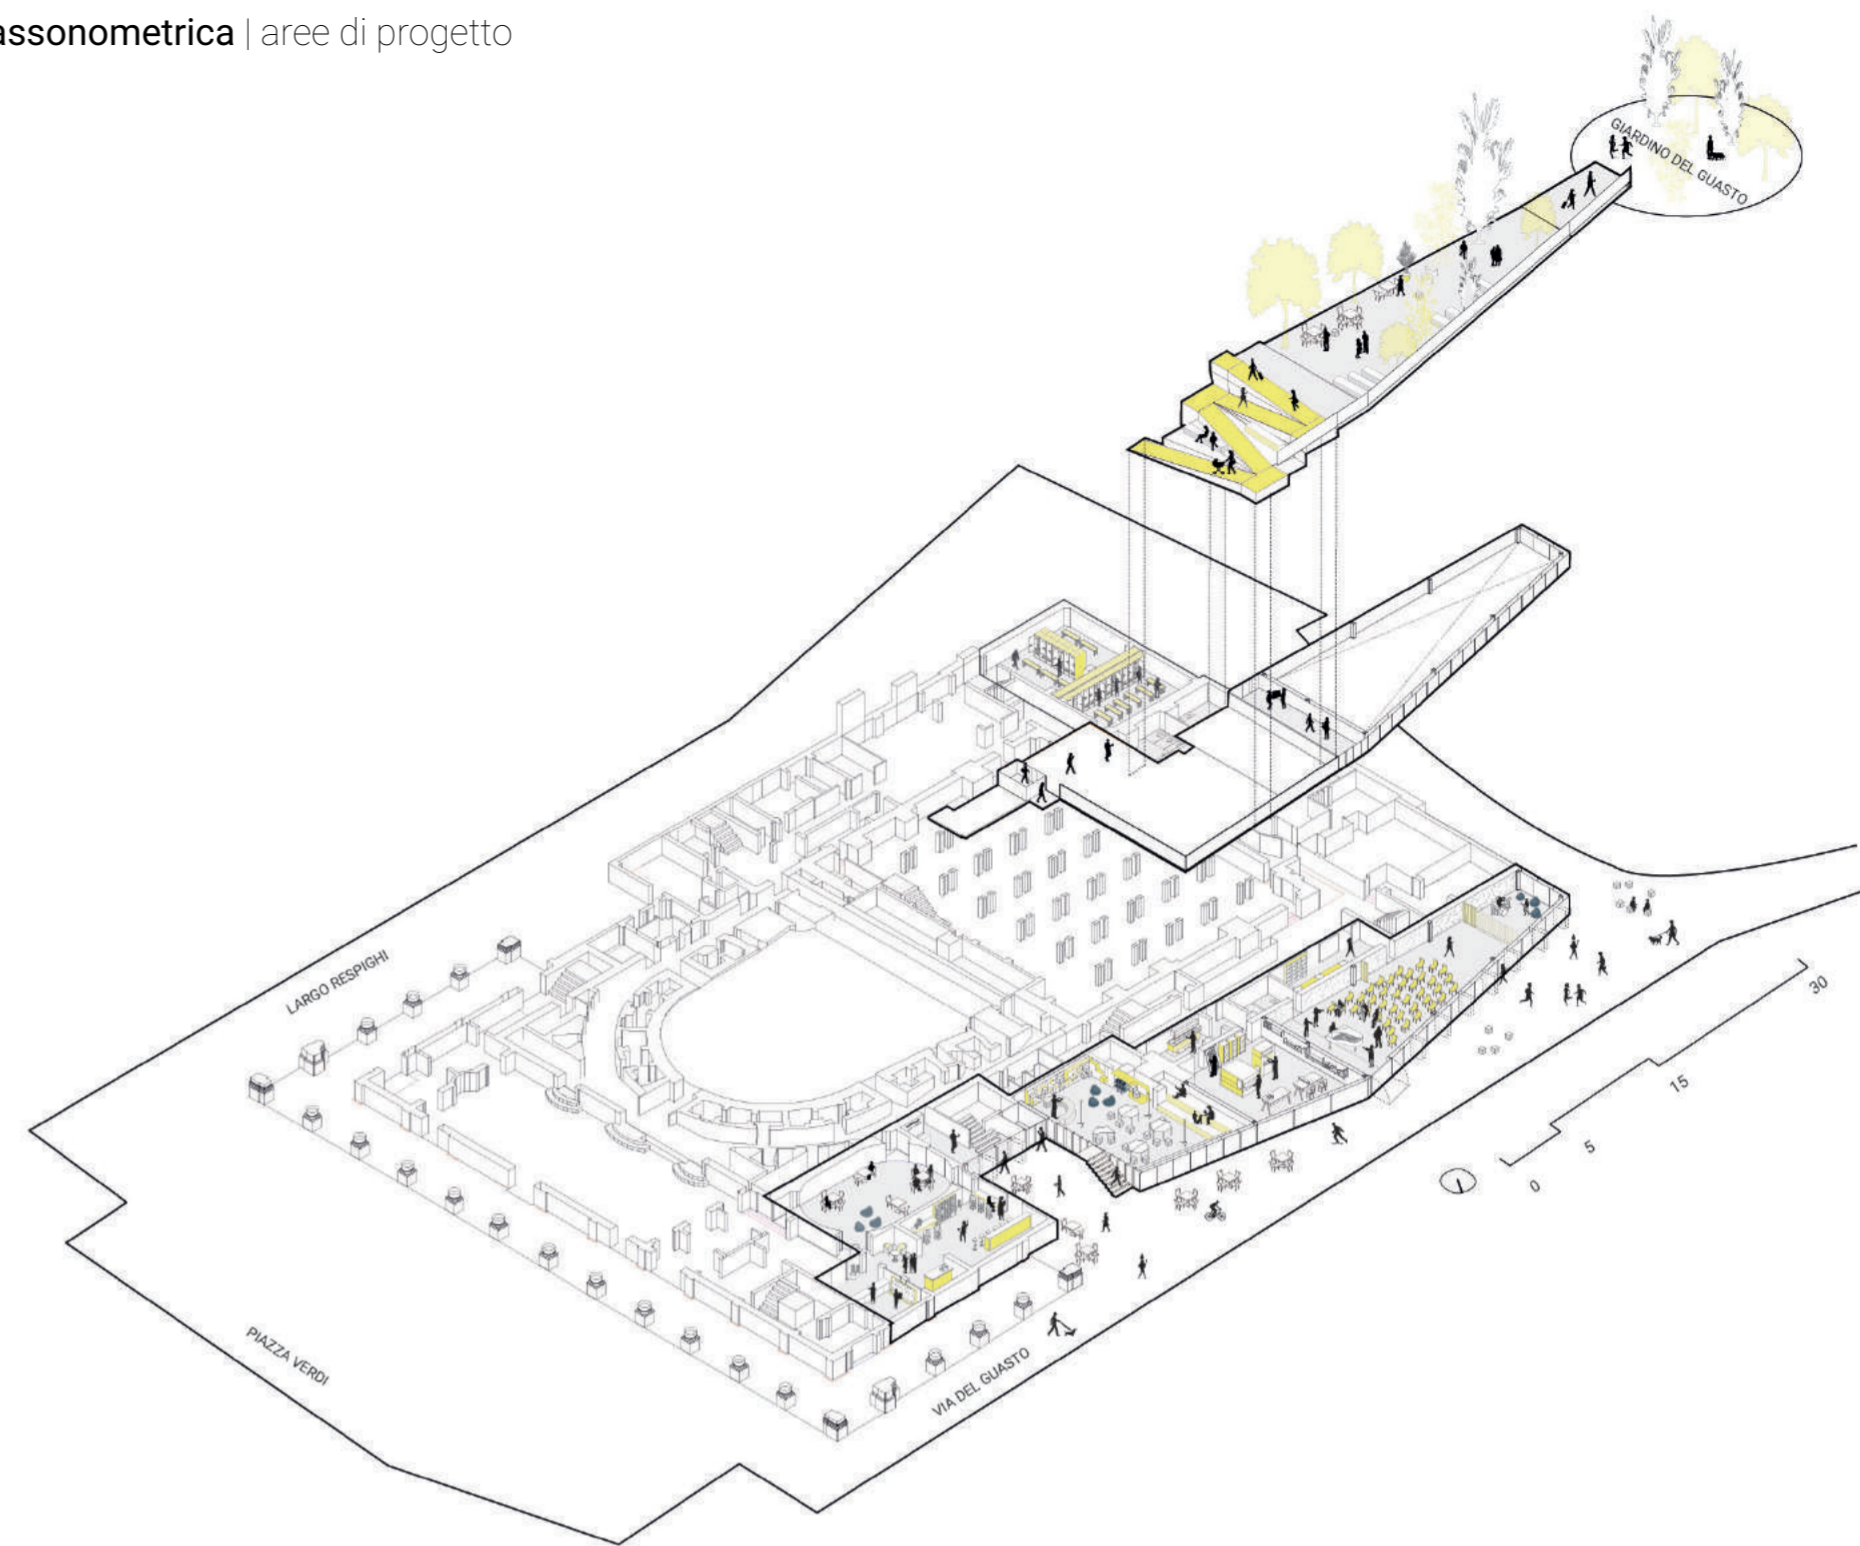 assonometrica | aree di progetto
GIARDINO DEL GUASTO
LARGO RESPIGHI
PIAZZA VERDI
VIA DEL GUASTO
0
5
15
30